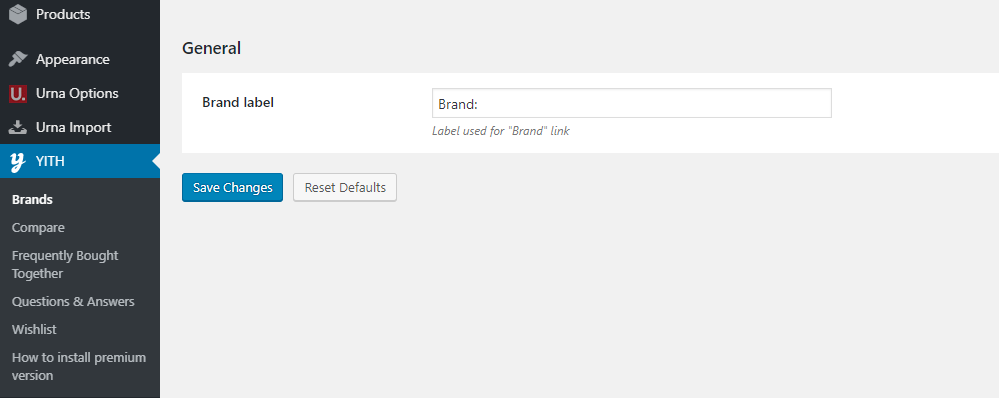 Products
Appearance
U. Urna Options
Urna Import
y YITH
Brands
Compare
Frequently Bought
Together
Questions & Answers
Wishlist
How to install premium
version
General
Brand label
Brand:
Label used for "Brand" link
Save Changes
Reset Defaults